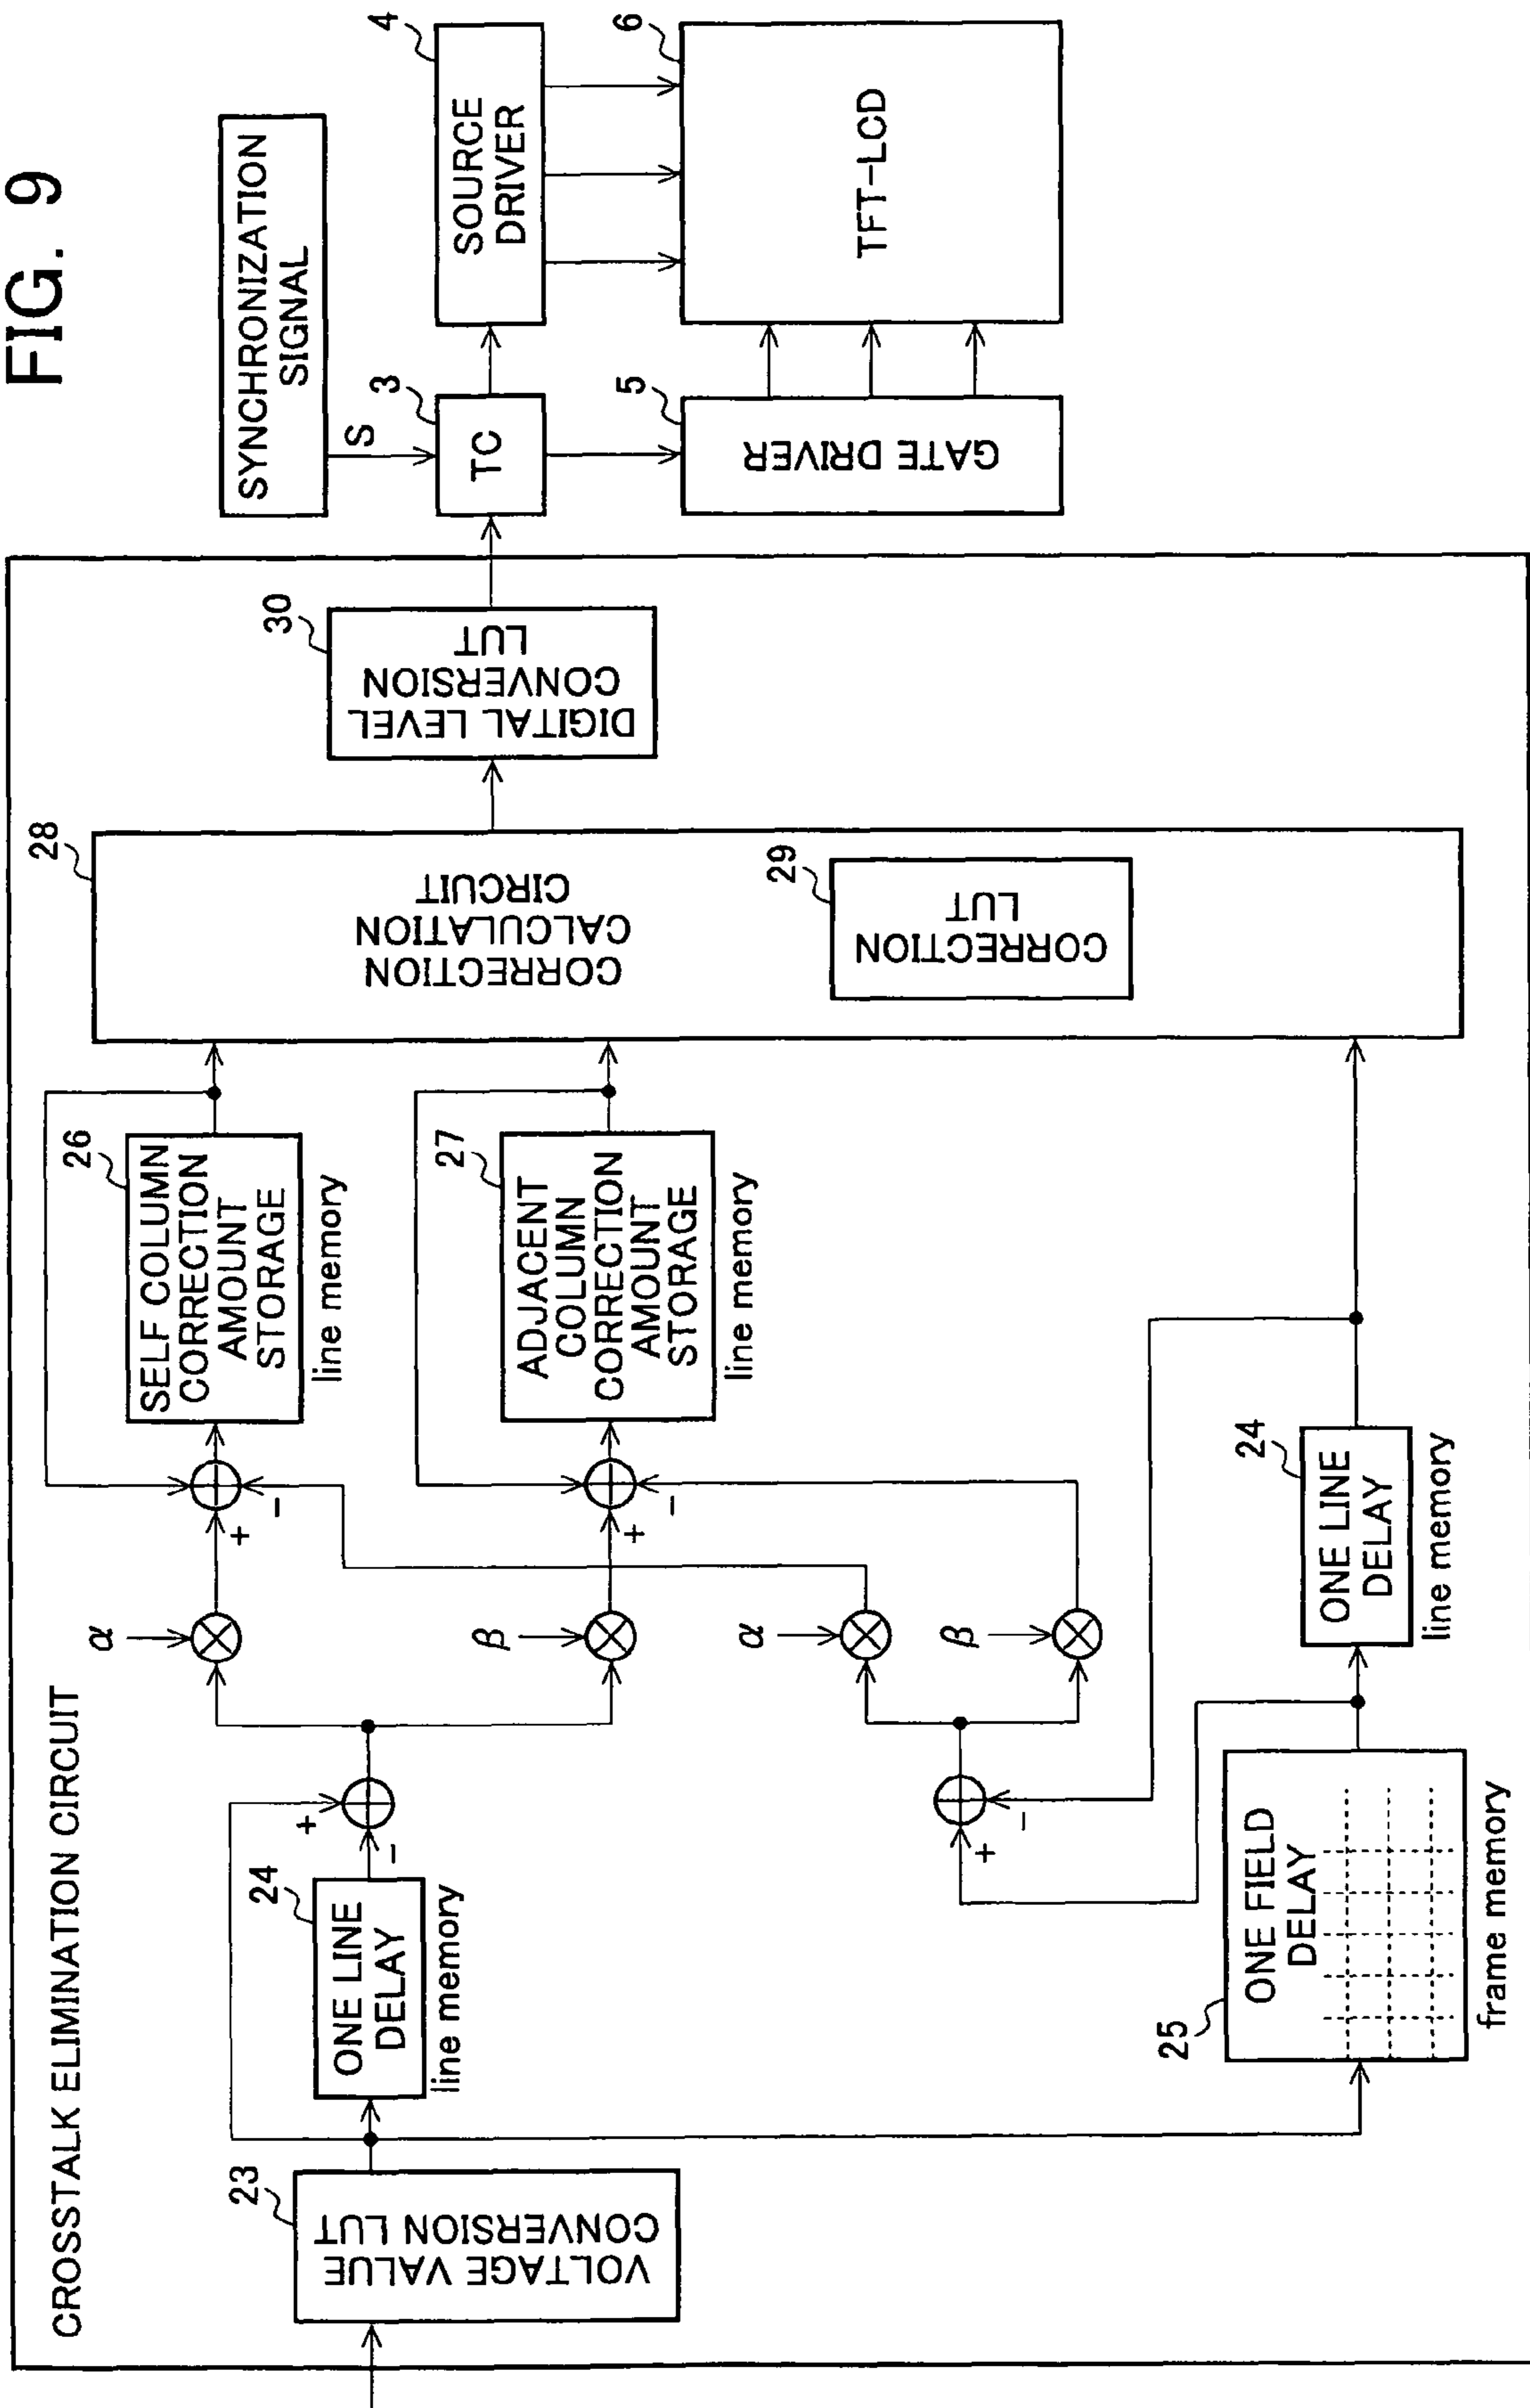 FIG. 9
CROSSTALK ELIMINATION CIRCUIT
23
VOLTAGE VALUE
CONVERSION LUT
24
ONE LINE
DELAY
line memory
+
-
α
β
+
-
+
-
26
SELF COLUMN
CORRECTION
AMOUNT
STORAGE
line memory
27
ADJACENT
COLUMN
CORRECTION
AMOUNT
STORAGE
line memory
α
β
+
-
25
ONE FIELD
DELAY
frame memory
24
ONE LINE
DELAY
line memory
28
CORRECTION
CALCULATION
CIRCUIT
29
CORRECTION
LUT
30
DIGITAL LEVEL
CONVERSION
LUT
SYNCHRONIZATION
SIGNAL
S
3
TC
4
SOURCE
DRIVER
5
GATE DRIVER
6
TFT-LCD